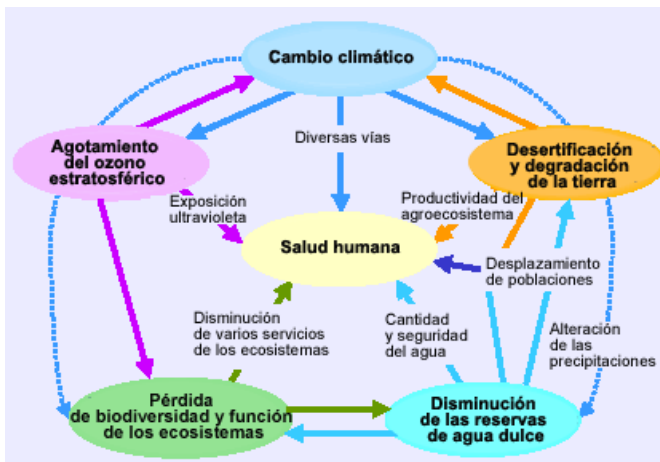 Cambio climático
Diversas vías
Agotamiento
del ozono
estratosférico
Desertificación
y degradación
de la tierra
Exposición
ultravioleta
Productividad del
agroecosistema
Salud humana
Desplazamiento
de poblaciones
Disminución
de varios servicios
de los ecosistemas
Cantidad
y seguridad
del agua
Alteración
de las
precipitaciones
Pérdida
de biodiversidad y función
de los ecosistemas
Disminución
de las reservas
de agua dulce